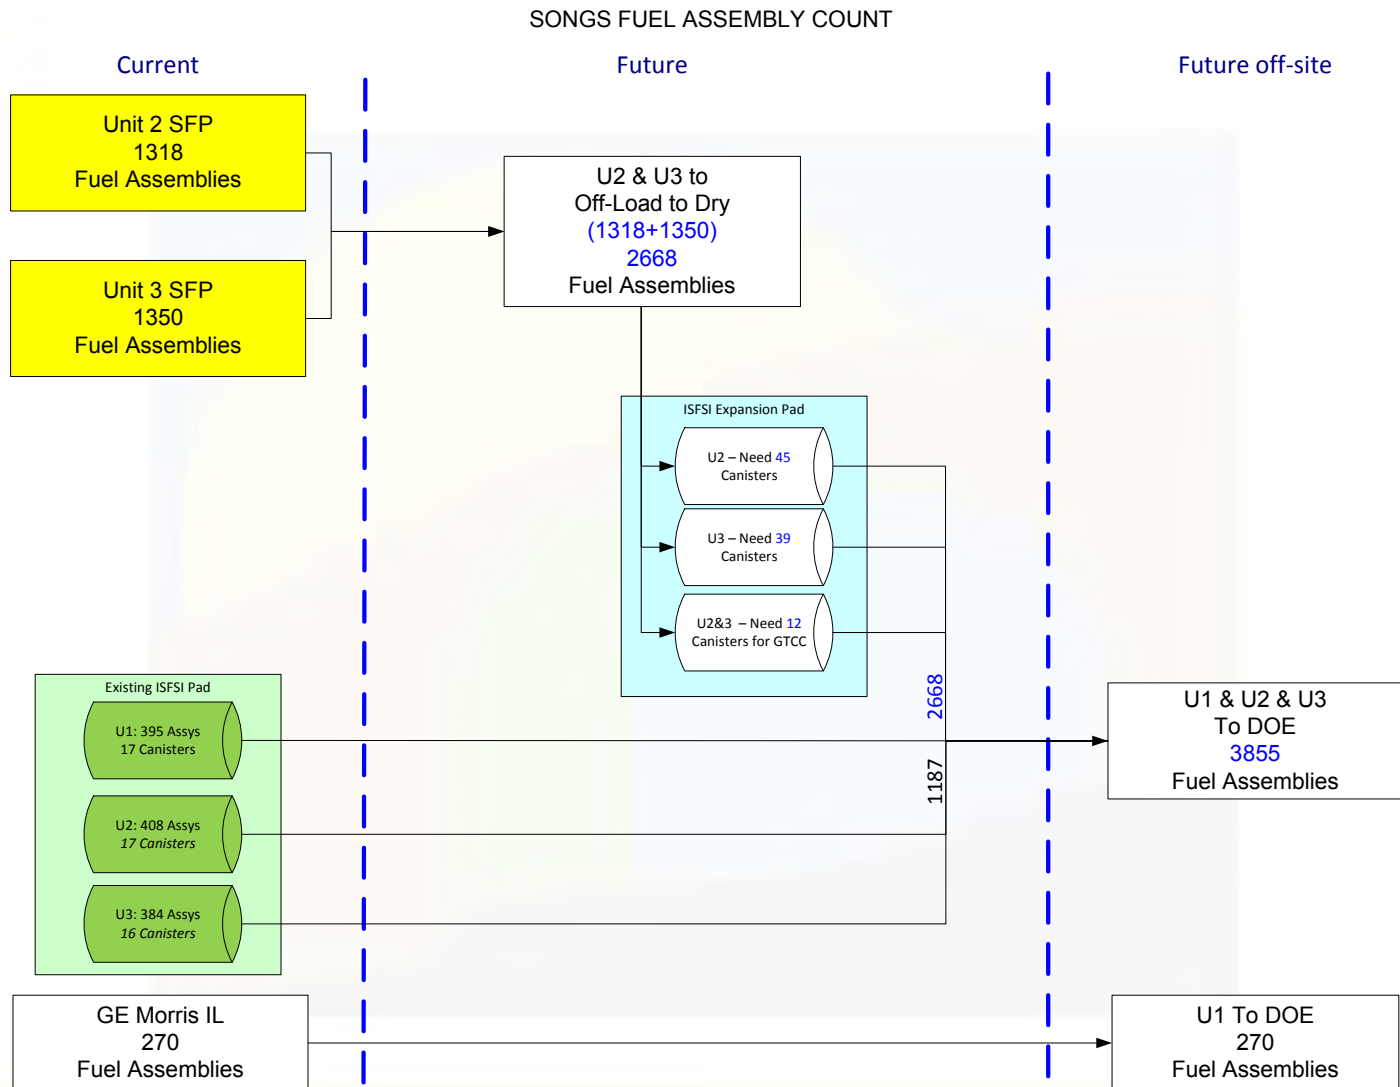 SONGS FUEL ASSEMBLY COUNT
Current
Future
Future off-site
Unit 2 SFP
1318
Fuel Assemblies
Unit 3 SFP
1350
Fuel Assemblies
U2 & U3 to
Off-Load to Dry
(1318+1350)
2668
Fuel Assemblies
ISFSI Expansion Pad
U2 – Need 45
Canisters
U3 – Need 39
Canisters
U2&3 – Need 12
Canisters for GTCC
2668
1187
Existing ISFSI Pad
U1: 395 Assys
17 Canisters
U2: 408 Assys
17 Canisters
U3: 384 Assys
16 Canisters
U1 & U2 & U3
To DOE
3855
Fuel Assemblies
GE Morris IL
270
Fuel Assemblies
U1 To DOE
270
Fuel Assemblies